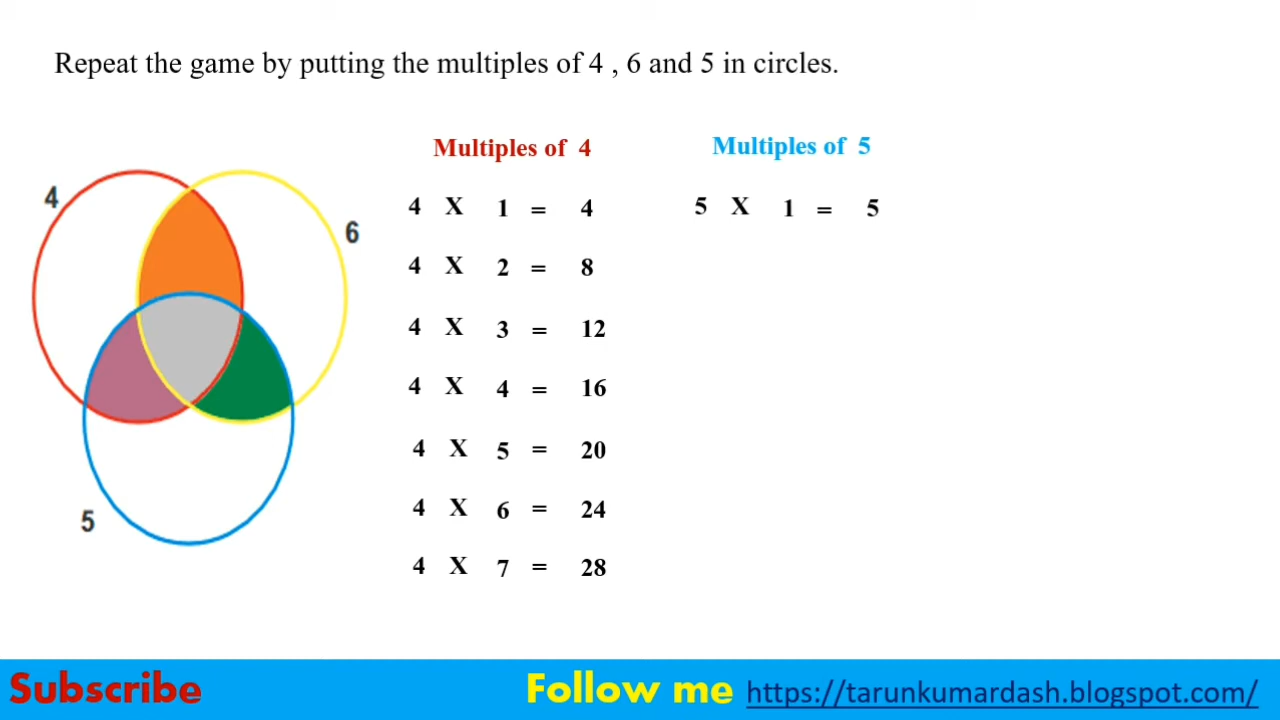 Repeat the game by putting the multiples of 4 , 6 and 5 in circles.
4
6
5
Multiples of 4
4 X 1 = 4
4 X 2 = 8
4 X 3 = 12
4 X 4 = 16
4 X 5 = 20
4 X 6 = 24
4 X 7 = 28
Multiples of 5
5 X 1 = 5
Subscribe
Follow me https://tarunkumardash.blogspot.com/